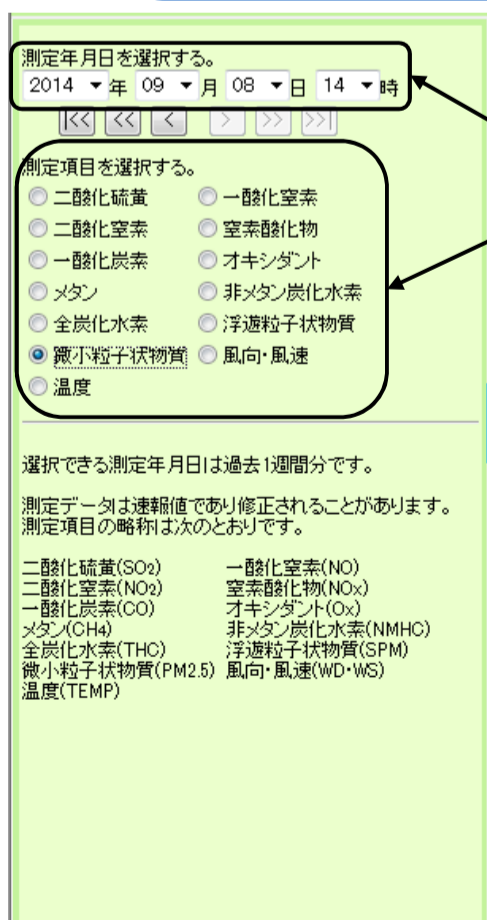 測定年月日を選択する。
2014 年 09 月 08 日 14 時
|<< << < > >> >>|
測定項目を選択する。
二酸化硫黄 一酸化窒素
二酸化窒素 窒素酸化物
一酸化炭素 オキシダント
メタン 非メタン炭化水素
全炭化水素 浮遊粒子状物質
微小粒子状物質 風向・風速
温度
選択できる測定年月日は過去1週間分です。
測定データは速報値であり修正されることがあります。
測定項目の略称は次のとおりです。
二酸化硫黄(SO2) 一酸化窒素(NO)
二酸化窒素(NO2) 窒素酸化物(NOx)
一酸化炭素(CO) オキシダント(Ox)
メタン(CH4) 非メタン炭化水素(NMHC)
全炭化水素(THC) 浮遊粒子状物質(SPM)
微小粒子状物質(PM2.5) 風向・風速(WD・WS)
温度(TEMP)